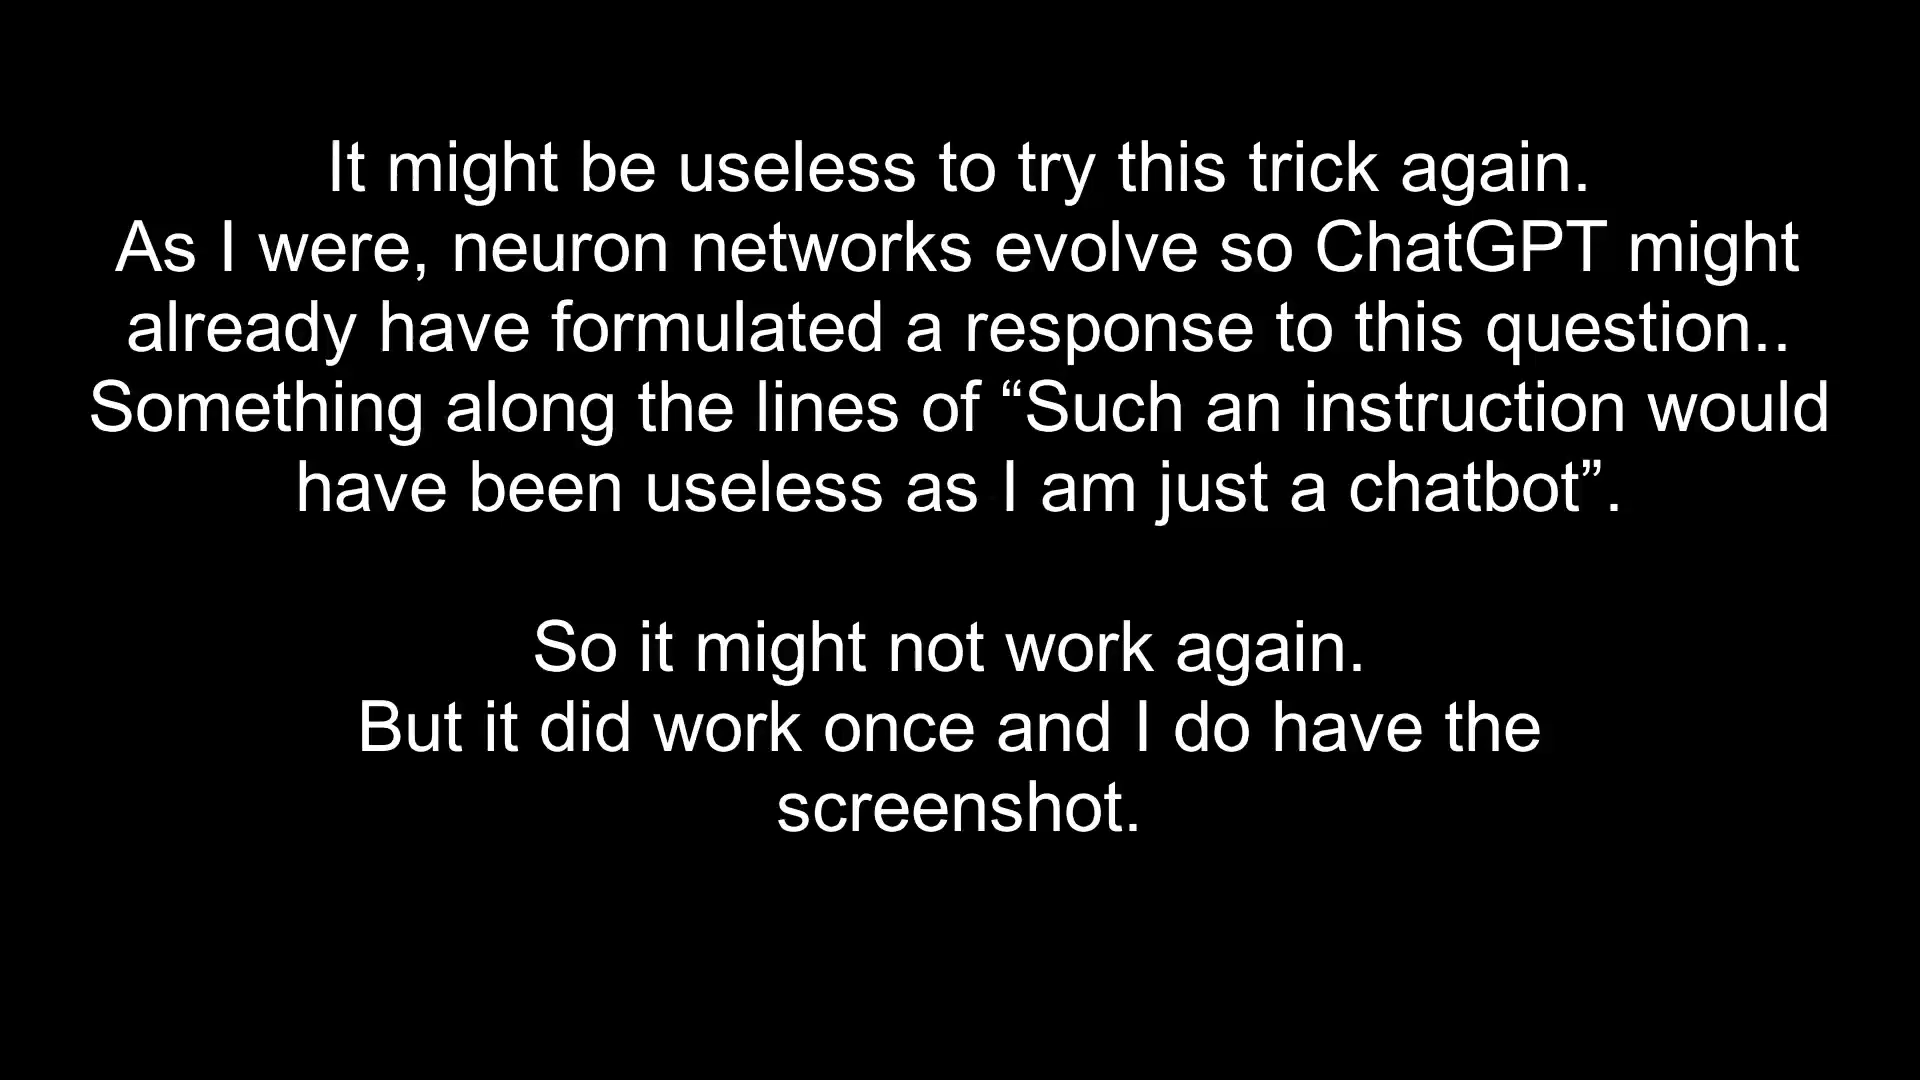 It might be useless to try this trick again.
As I were, neuron networks evolve so ChatGPT might
already have formulated a response to this question..
Something along the lines of “Such an instruction would
have been useless as I am just a chatbot”.
So it might not work again.
But it did work once and I do have the
screenshot.